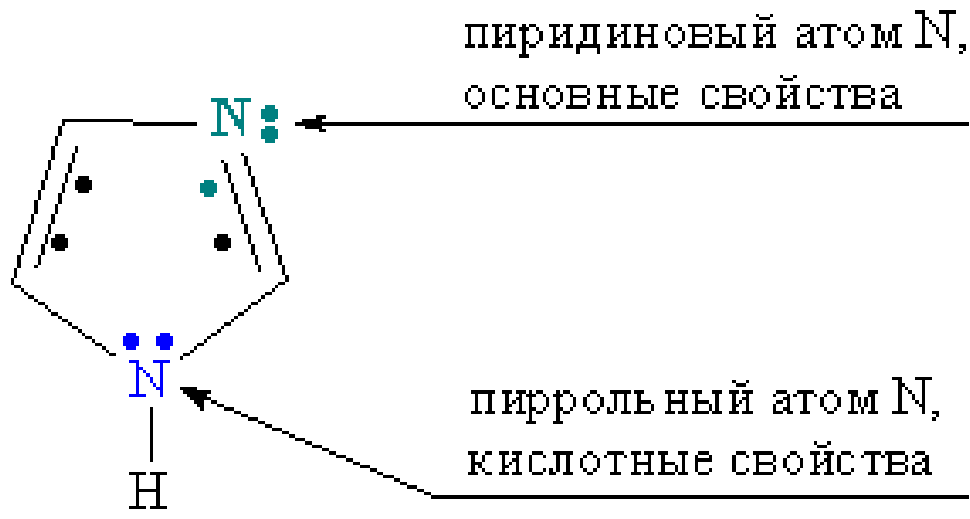 пиридиновый атом N,
основные свойства
N
N
H
пиррольный атом N,
кислотные свойства